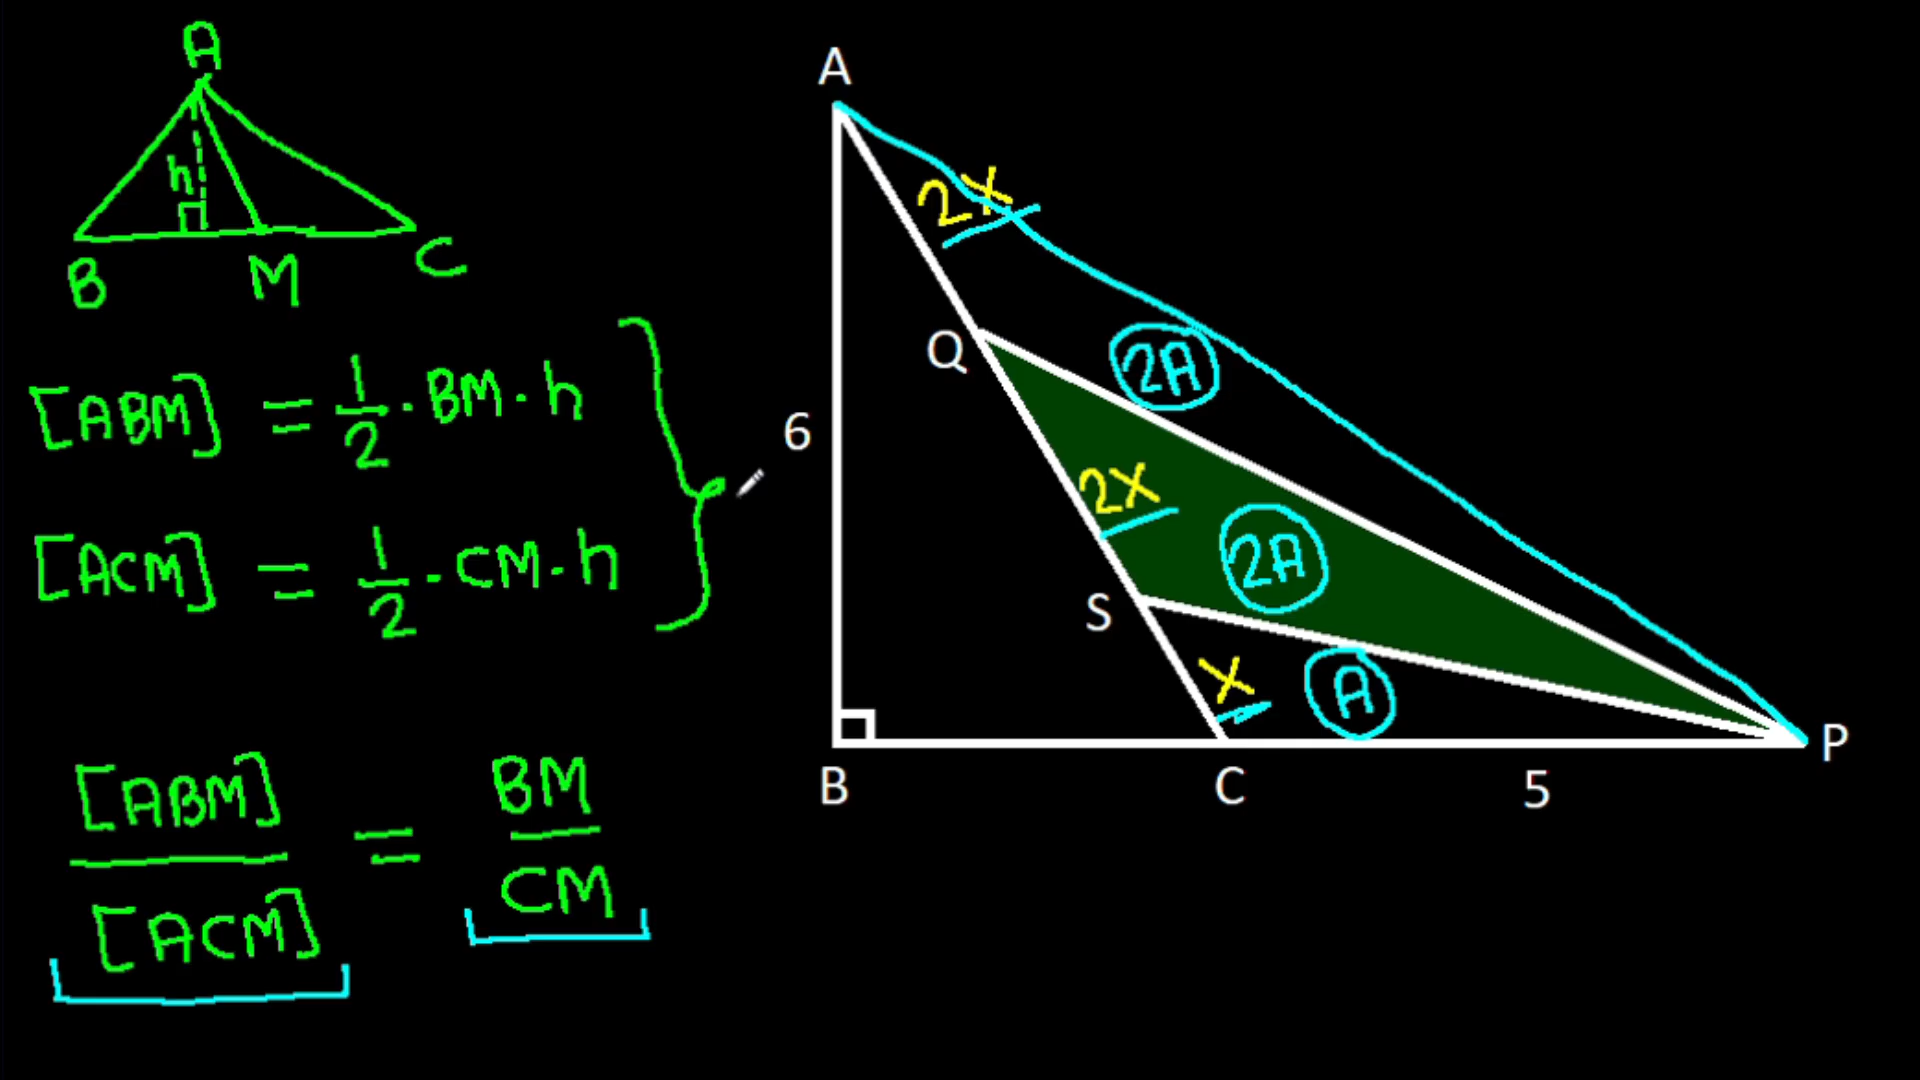 A
h
B M C
[ABM] = 1/2 · BM · h
[ACM] = 1/2 · CM · h
[ABM]/[ACM] = BM/CM
A
2X
Q
2A
6
2X
2A
S
X
A
P
B
C
5